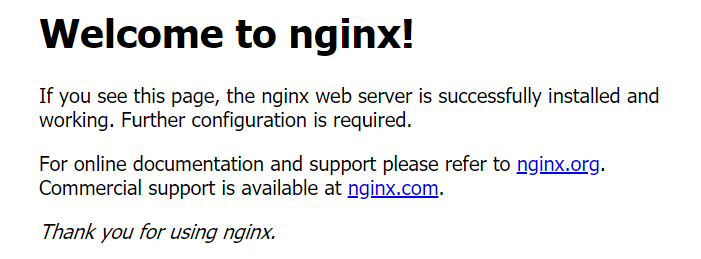 Welcome to nginx!
If you see this page, the nginx web server is successfully installed and
working. Further configuration is required.
For online documentation and support please refer to nginx.org.
Commercial support is available at nginx.com.
Thank you for using nginx.